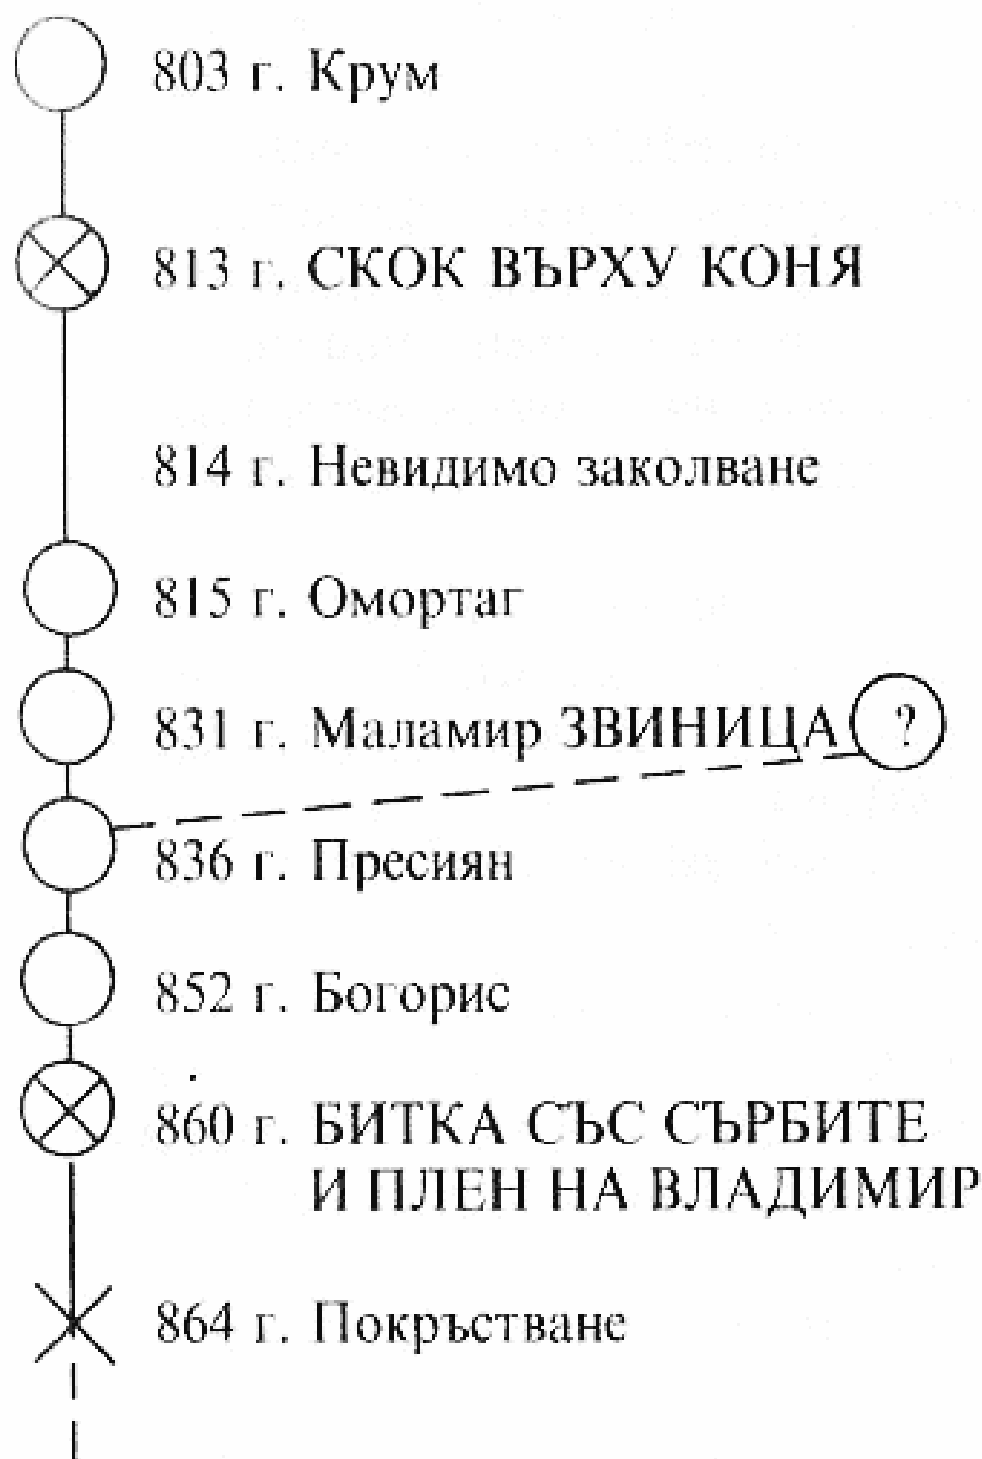 803 г. Крум
813 г. СКОК ВЪРХУ КОНЯ
814 г. Невидимо заколване
815 г. Омортаг
831 г. Маламир ЗВИНИЦА ?
836 г. Пресиян
852 г. Богорис
860 г. БИТКА СЪС СЪРБИТЕ
И ПЛЕН НА ВЛАДИМИР
864 г. Покръстване